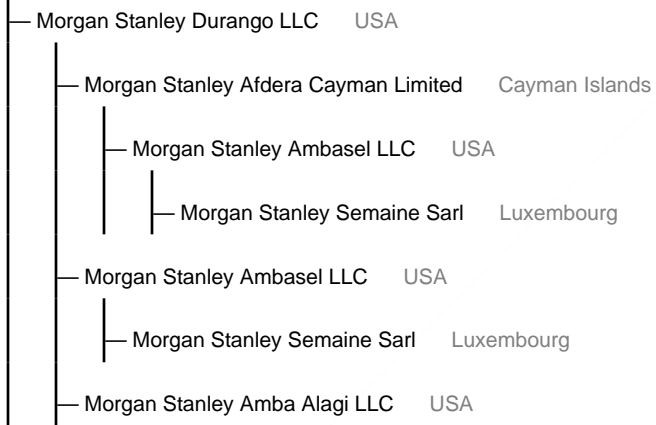 Morgan Stanley Durango LLC USA
Morgan Stanley Afdera Cayman Limited Cayman Islands
Morgan Stanley Ambasel LLC USA
Morgan Stanley Semaine Sarl Luxembourg
Morgan Stanley Ambasel LLC USA
Morgan Stanley Semaine Sarl Luxembourg
Morgan Stanley Amba Alagi LLC USA